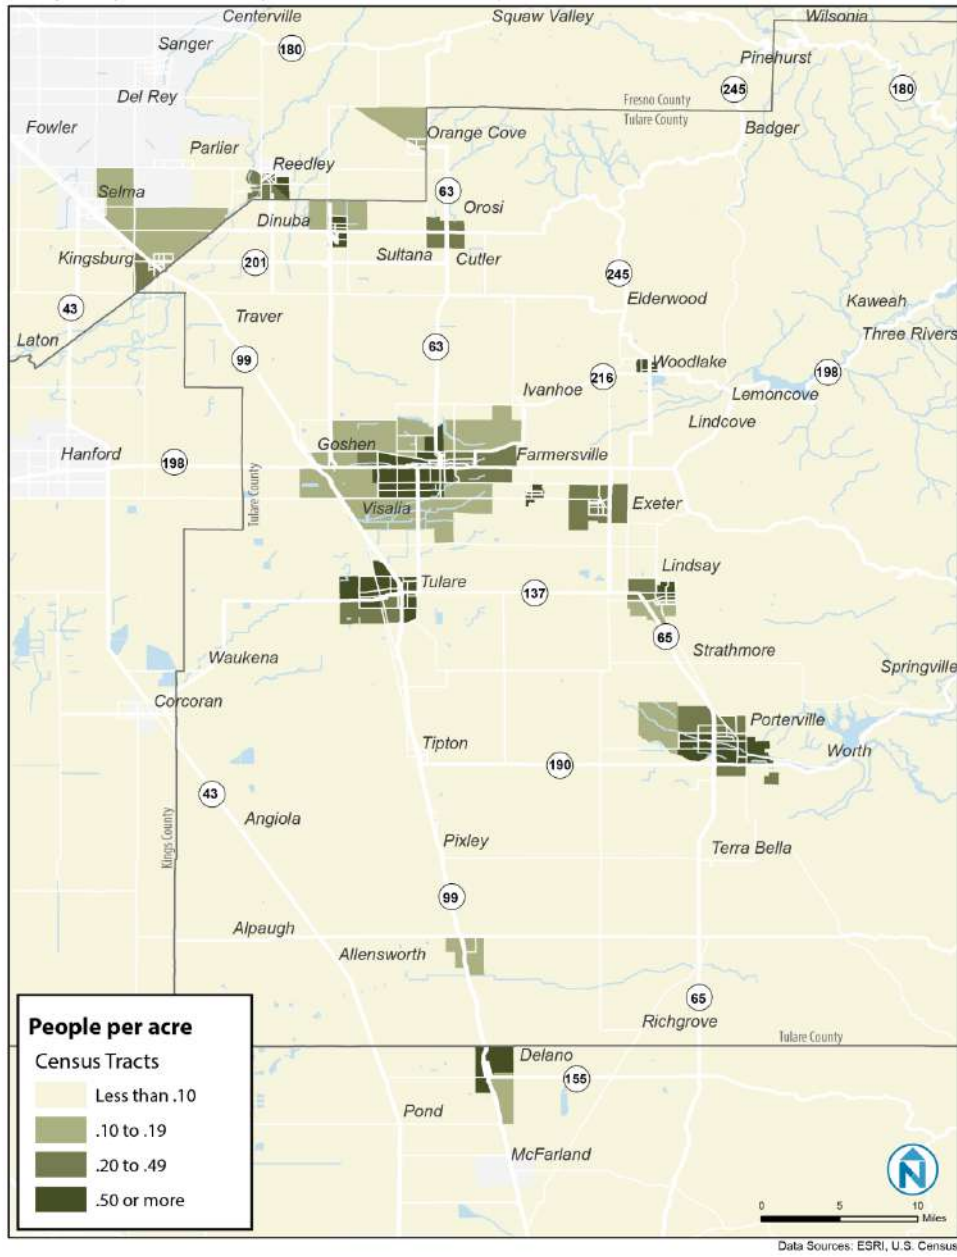 Centerville
Squaw Valley
Wilsonia
Sanger
180
Pinehurst
245
180
Del Rey
Fresno County
Tulare County
Fowler
Orange Cove
Badger
Parlier
Reedley
Selma
63
Orosi
Dinuba
Kingsburg
201
Sultana
Cutler
245
43
Elderwood
Kaweah
Traver
Three Rivers
Laton
99
63
Woodlake
198
216
Ivanhoe
Lemoncove
Lindcove
Goshen
Hanford
198
Farmersville
Tulare County
Visalia
Exeter
Lindsay
Tulare
137
65
Strathmore
Waukena
Springville
Corcoran
Porterville
Tipton
Worth
190
43
Angiola
Kings County
Pixley
Terra Bella
99
Alpaugh
Allensworth
65
Richgrove
Tulare County
People per acre
Census Tracts
Less than .10
.10 to .19
.20 to .49
.50 or more
Delano
155
Pond
McFarland
N
0 5 10
Miles
Data Sources: ESRI, U.S. Census